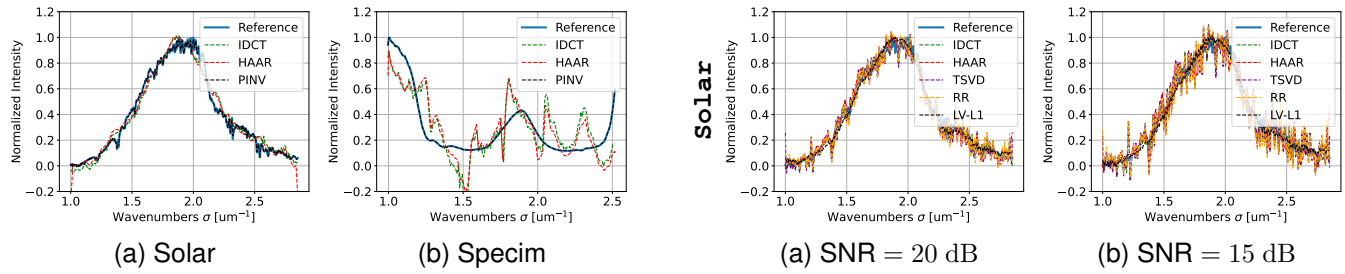 1.2
1.0
0.8
0.6
0.4
0.2
0.0
−0.2
Normalized Intensity
Reference
IDCT
HAAR
PINV
1.0 1.5 2.0 2.5
Wavenumbers σ [um⁻¹]
(a) Solar
1.2
1.0
0.8
0.6
0.4
0.2
0.0
−0.2
Normalized Intensity
Reference
IDCT
HAAR
PINV
1.0 1.5 2.0 2.5
Wavenumbers σ [um⁻¹]
(b) Specim
Solar
1.2
1.0
0.8
0.6
0.4
0.2
0.0
−0.2
Normalized Intensity
Reference
IDCT
HAAR
TSVD
RR
LV-L1
1.0 1.5 2.0 2.5
Wavenumbers σ [um⁻¹]
(a) SNR = 20 dB
1.2
1.0
0.8
0.6
0.4
0.2
0.0
−0.2
Normalized Intensity
Reference
IDCT
HAAR
TSVD
RR
LV-L1
1.0 1.5 2.0 2.5
Wavenumbers σ [um⁻¹]
(b) SNR = 15 dB